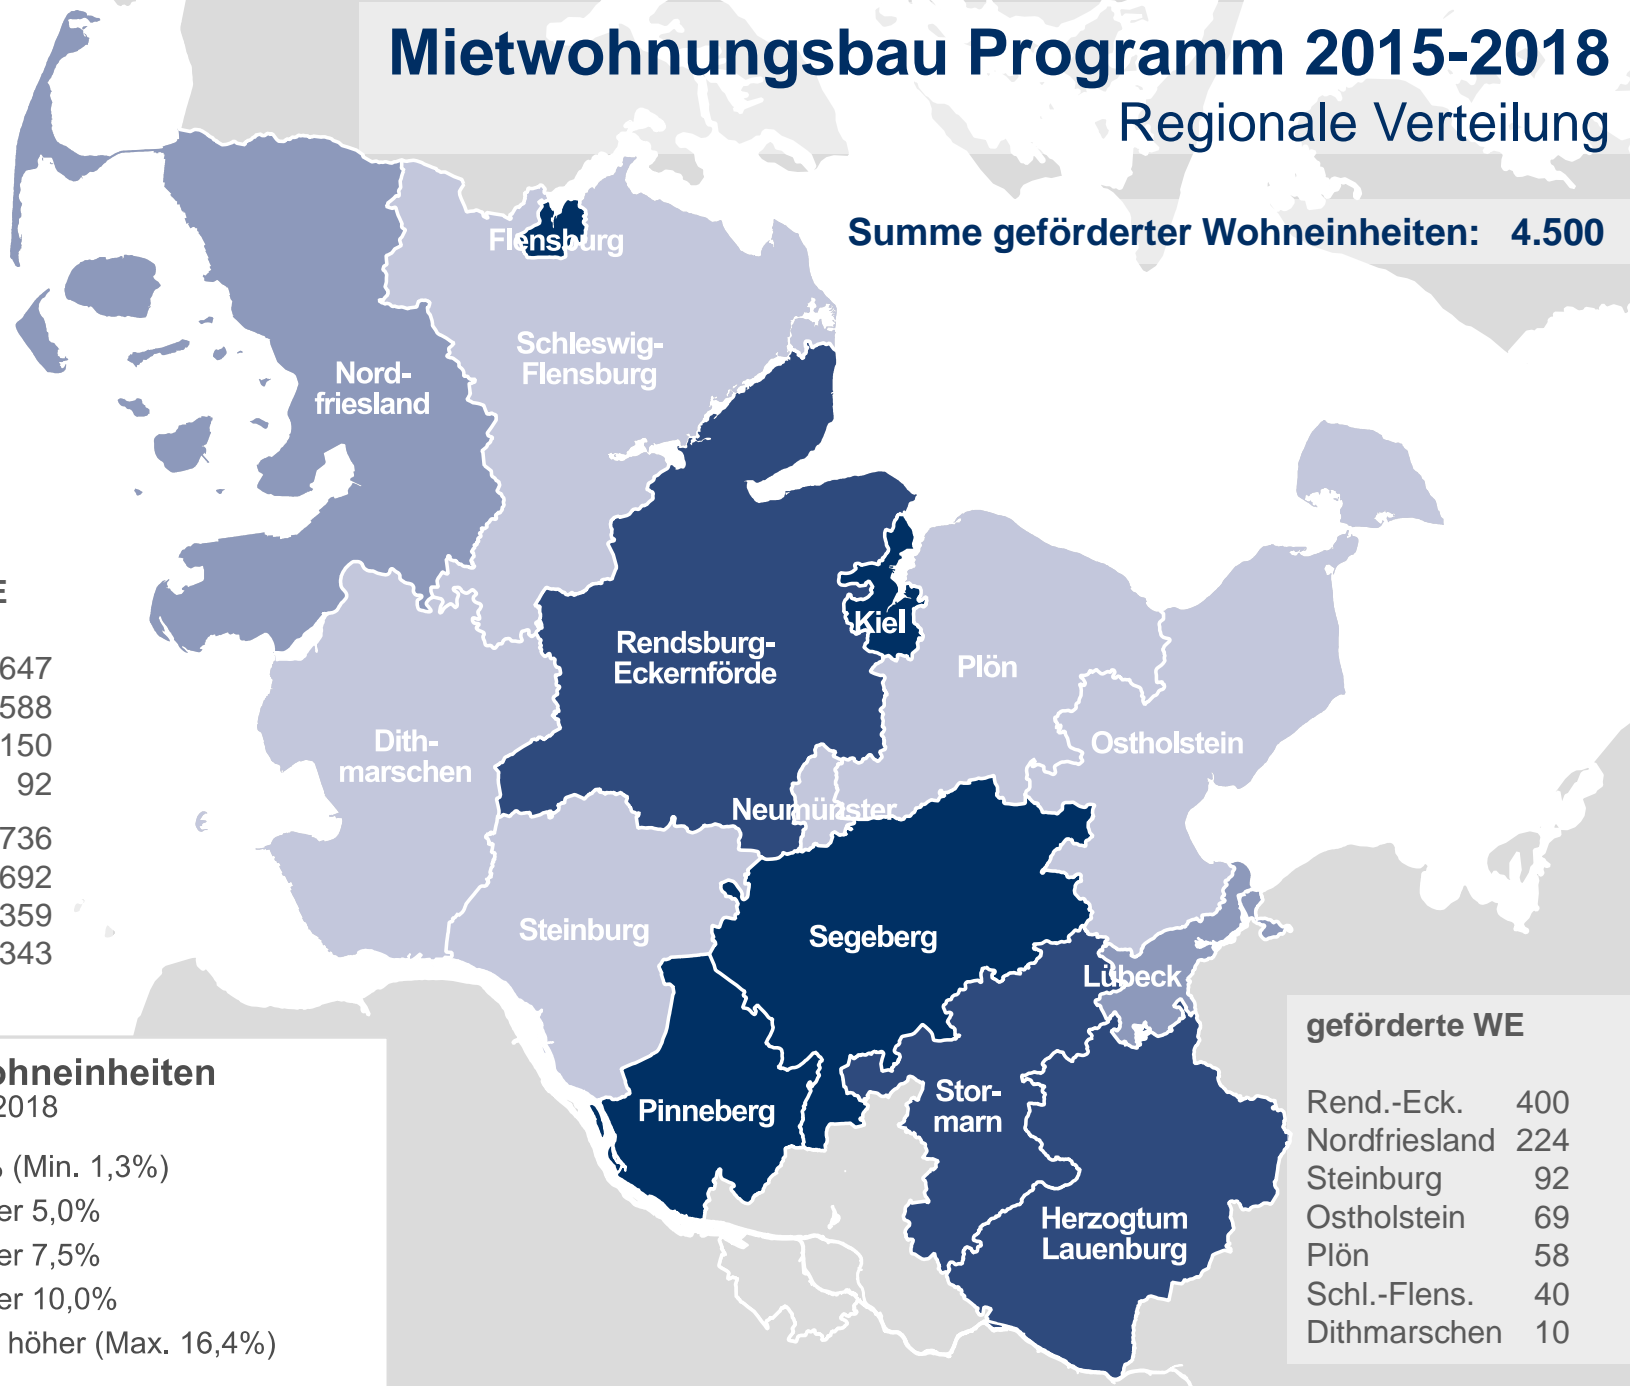 Mietwohnungsbau Programm 2015-2018
Regionale Verteilung
Summe geförderter Wohneinheiten: 4.500
Flensburg
Schleswig-
Flensburg
Nord-
friesland
Rendsburg-
Eckernförde
Kiel
Plön
Ostholstein
Dith-
marschen
Neumünster
Steinburg
Segeberg
Lübeck
Pinneberg
Stor-
marn
Herzogtum
Lauenburg
E
647
588
150
92
736
692
359
343
ohneinheiten
2018
% (Min. 1,3%)
er 5,0%
er 7,5%
er 10,0%
höher (Max. 16,4%)
geförderte WE
Rend.-Eck. 400
Nordfriesland 224
Steinburg 92
Ostholstein 69
Plön 58
Schl.-Flens. 40
Dithmarschen 10